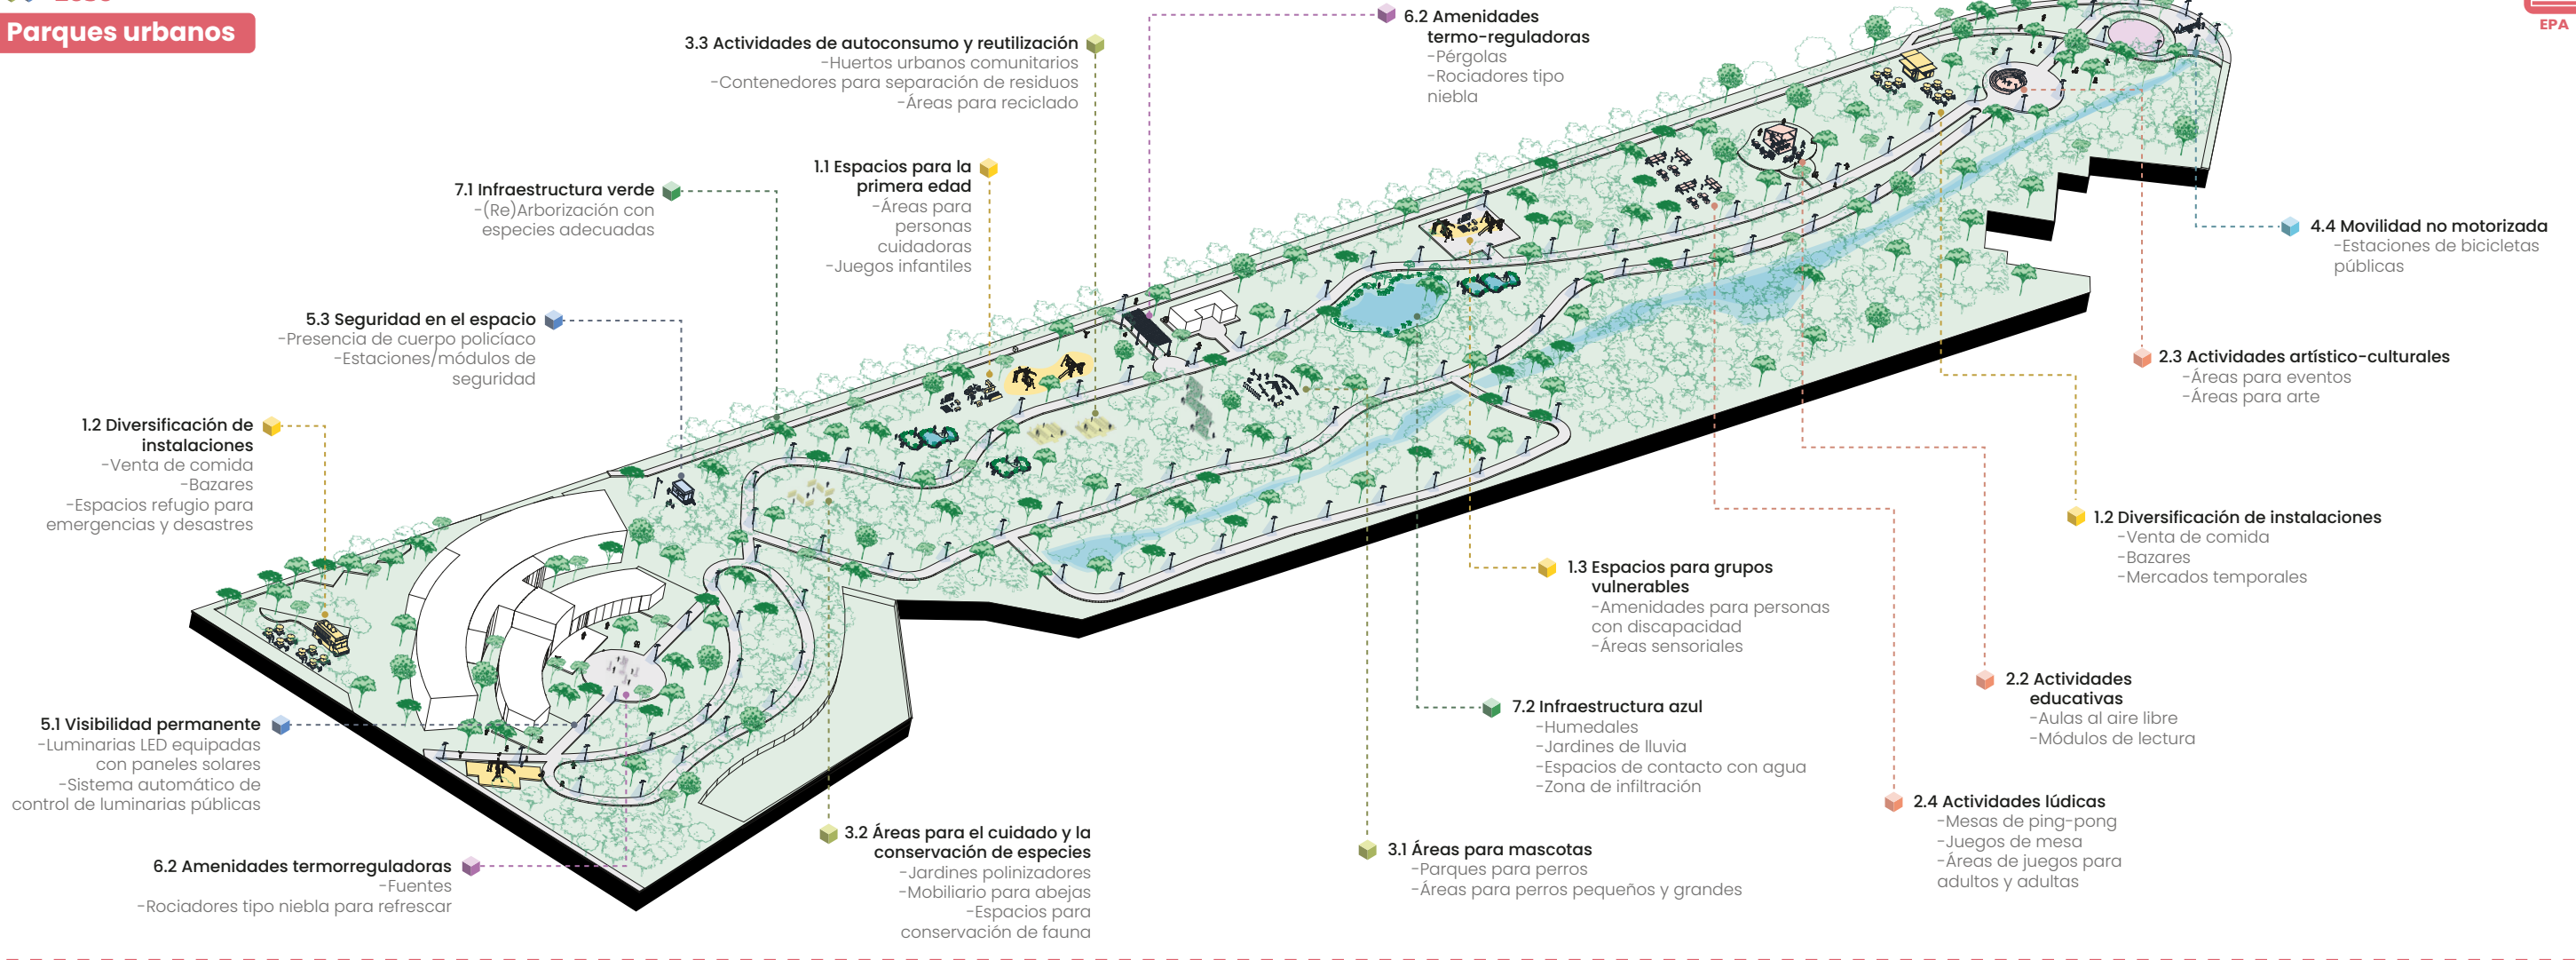 Parques urbanos
EPA
3.3 Actividades de autoconsumo y reutilización
-Huertos urbanos comunitarios
-Contenedores para separación de residuos
-Áreas para reciclado
6.2 Amenidades
termo-reguladoras
-Pérgolas
-Rociadores tipo
niebla
1.1 Espacios para la
primera edad
-Áreas para
personas
cuidadoras
-Juegos infantiles
7.1 Infraestructura verde
-(Re)Arborización con
especies adecuadas
5.3 Seguridad en el espacio
-Presencia de cuerpo policíaco
-Estaciones/módulos de
seguridad
1.2 Diversificación de
instalaciones
-Venta de comida
-Bazares
-Espacios refugio para
emergencias y desastres
5.1 Visibilidad permanente
-Luminarias LED equipadas
con paneles solares
-Sistema automático de
control de luminarias públicas
6.2 Amenidades termorreguladoras
-Fuentes
-Rociadores tipo niebla para refrescar
3.2 Áreas para el cuidado y la
conservación de especies
-Jardines polinizadores
-Mobiliario para abejas
-Espacios para
conservación de fauna
3.1 Áreas para mascotas
-Parques para perros
-Áreas para perros pequeños y grandes
7.2 Infraestructura azul
-Humedales
-Jardines de lluvia
-Espacios de contacto con agua
-Zona de infiltración
1.3 Espacios para grupos
vulnerables
-Amenidades para personas
con discapacidad
-Áreas sensoriales
2.4 Actividades lúdicas
-Mesas de ping-pong
-Juegos de mesa
-Áreas de juegos para
adultos y adultas
2.2 Actividades
educativas
-Aulas al aire libre
-Módulos de lectura
1.2 Diversificación de instalaciones
-Venta de comida
-Bazares
-Mercados temporales
2.3 Actividades artístico-culturales
-Áreas para eventos
-Áreas para arte
4.4 Movilidad no motorizada
-Estaciones de bicicletas
públicas